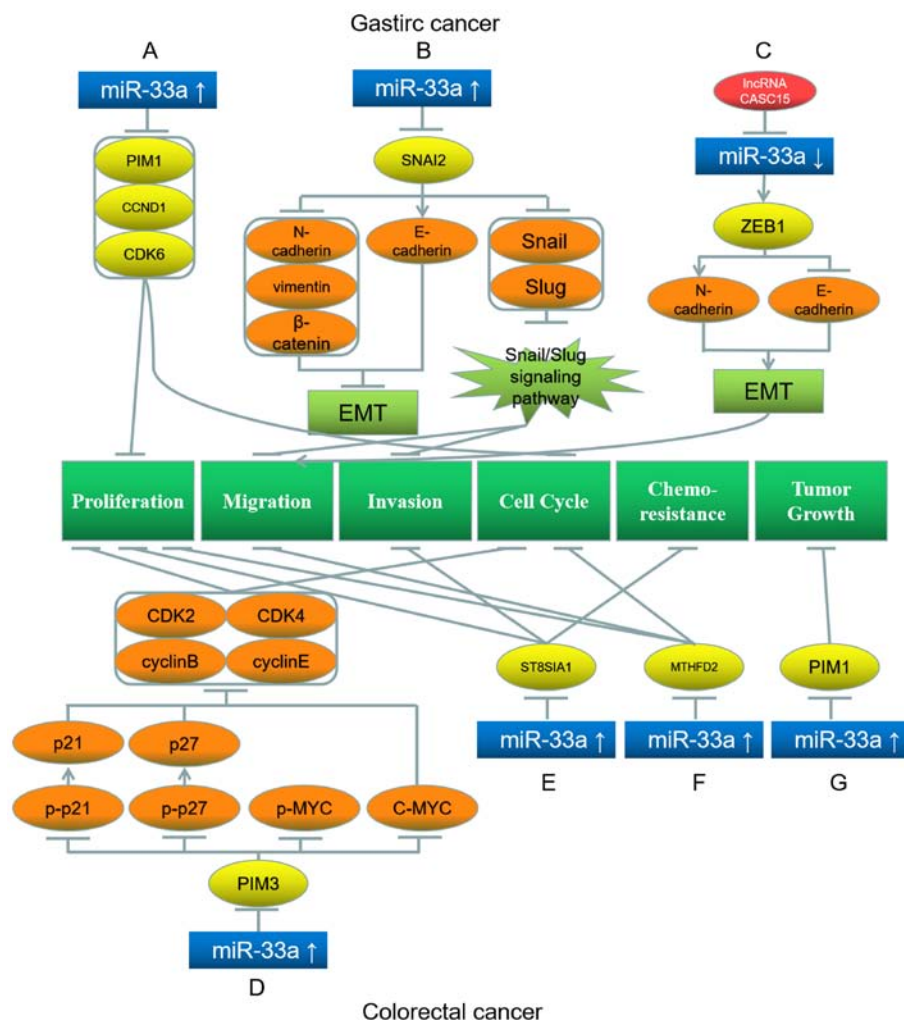 Gastirc cancer
A
B
C
miR-33a ↑
miR-33a ↑
lncRNA
CASC15
miR-33a ↓
PIM1
CCND1
CDK6
SNAI2
ZEB1
N-
cadherin
vimentin
β-
catenin
E-
cadherin
Snail
Slug
N-
cadherin
E-
cadherin
EMT
Snail/Slug
signaling
pathway
EMT
Proliferation
Migration
Invasion
Cell Cycle
Chemo-
resistance
Tumor
Growth
CDK2
CDK4
cyclinB
cyclinE
ST8SIA1
MTHFD2
PIM1
p21
p27
miR-33a ↑
miR-33a ↑
miR-33a ↑
E
F
G
p-p21
p-p27
p-MYC
C-MYC
PIM3
miR-33a ↑
D
Colorectal cancer